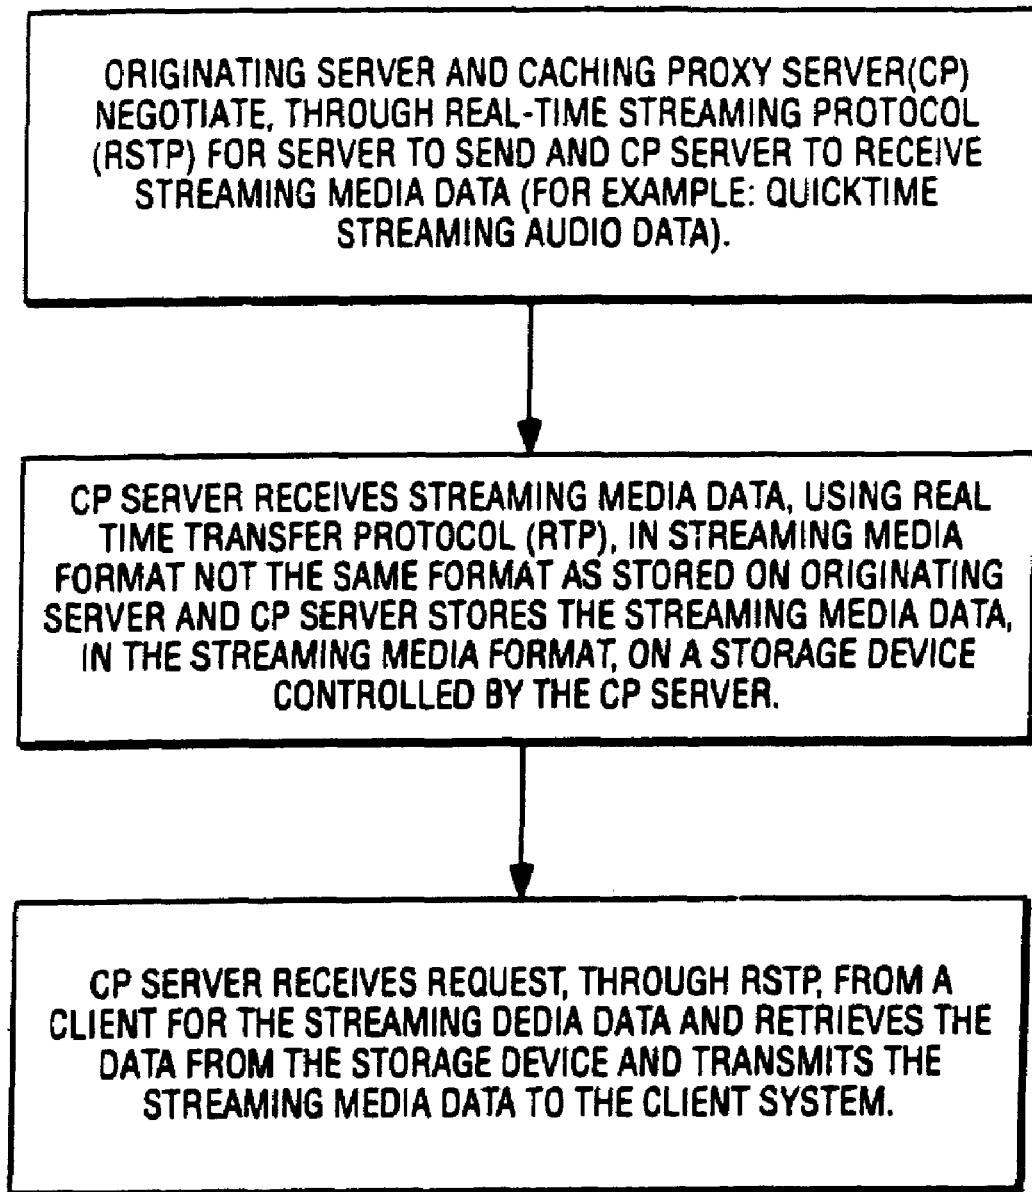 ORIGINATING SERVER AND CACHING PROXY SERVER(CP)
NEGOTIATE, THROUGH REAL-TIME STREAMING PROTOCOL
(RSTP) FOR SERVER TO SEND AND CP SERVER TO RECEIVE
STREAMING MEDIA DATA (FOR EXAMPLE: QUICKTIME
STREAMING AUDIO DATA).
CP SERVER RECEIVES STREAMING MEDIA DATA, USING REAL
TIME TRANSFER PROTOCOL (RTP), IN STREAMING MEDIA
FORMAT NOT THE SAME FORMAT AS STORED ON ORIGINATING
SERVER AND CP SERVER STORES THE STREAMING MEDIA DATA,
IN THE STREAMING MEDIA FORMAT, ON A STORAGE DEVICE
CONTROLLED BY THE CP SERVER.
CP SERVER RECEIVES REQUEST, THROUGH RSTP, FROM A
CLIENT FOR THE STREAMING DEDIA DATA AND RETRIEVES THE
DATA FROM THE STORAGE DEVICE AND TRANSMITS THE
STREAMING MEDIA DATA TO THE CLIENT SYSTEM.